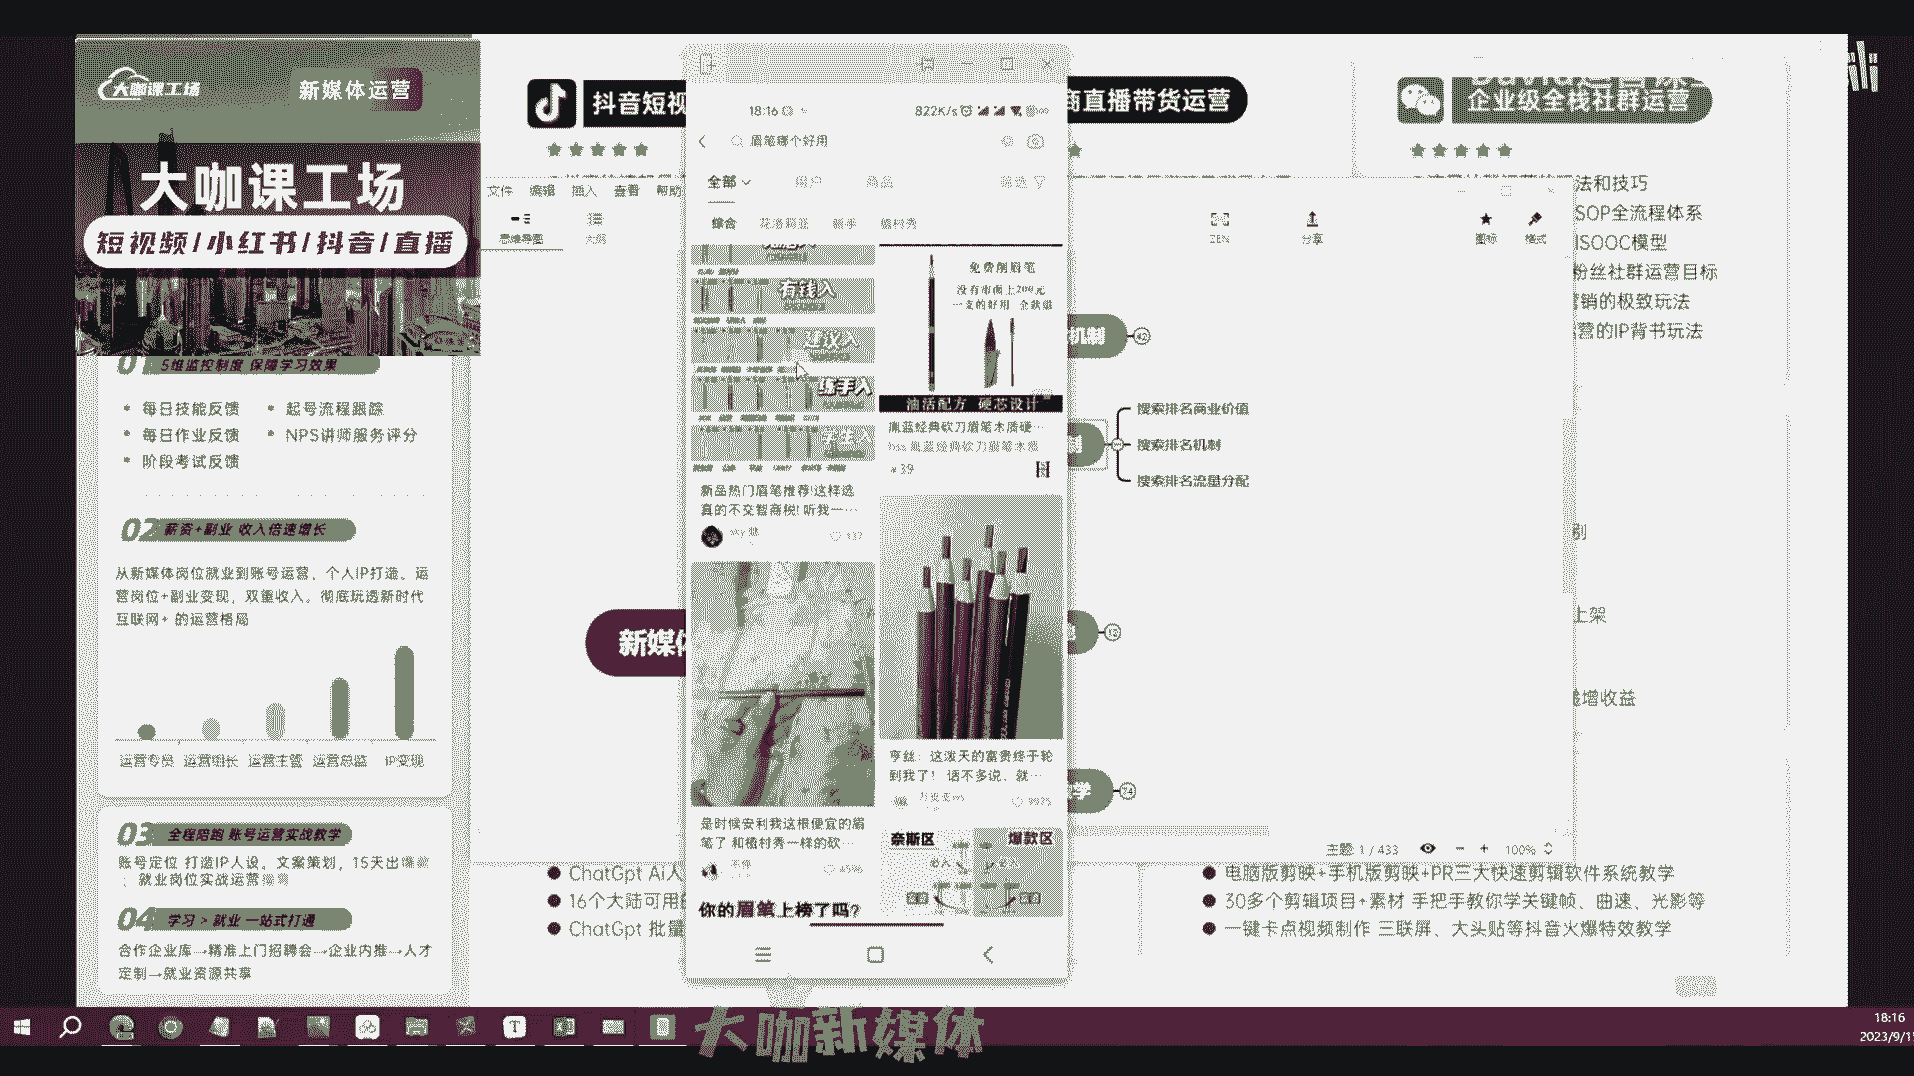 大咖课工场
新媒体运营
大咖课工场
短视频/小红书/抖音/直播
01 5维监控制度 保障学习效果
每日技能反馈
起号流程跟踪
每日作业反馈
NPS讲师服务评分
阶段考试反馈
02 薪资+副业 收入倍速增长
从新媒体岗位就业到账号运营、个人IP打造、运
营岗位+副业变现，双重收入。彻底玩透新时代
互联网+ 的运营格局
运营专员 运营组长 运营主管 运营总监 IP变现
03 全程陪跑 账号运营实战教学
账号定位 打造IP人设、文案策划，15天出
就业岗位实战运营
04 学习 > 就业 一站式打通
合作企业库→精准上门招聘会→企业内推→人才
定制→就业资源共享
抖音短视
商直播带货运营
企业级全栈社群运营
法和技巧
SOP全流程体系
ISOOC模型
粉丝社群运营目标
营销的极致玩法
营的IP背书玩法
上架
增收益
文件 编辑 插入 查看 帮助
思维导图
大纲
ZEN
分享
图标
格式
18:16
822K/s
眉笔哪个好用
全部
用户
商品
筛选
综合
花洛莉亚
植村秀
有钱入
建议入
练手入
学生入
新品热门眉笔推荐!这样选
真的不交智商税! 听我一…
137
是时候安利我这根便宜的眉
笔了 和植村秀一样的砍…
4596
你的眉笔上榜了吗?
免费削眉笔
没有市面上200元
一支的好用 全额退
油活配方 硬芯设计
胤蓝经典砍刀眉笔木质硬…
hss 胤蓝经典砍刀眉笔木质
¥39
亨丝：这泼天的富贵终于轮
到我了！ 话不多说、就…
9975
奈斯区
爆款区
新媒体
机制
42
搜索排名商业价值
搜索排名机制
搜索排名流量分配
12
学
74
主题: 1 / 433
100%
ChatGpt Ai人
16个大陆可用的
ChatGpt 批量
电脑版剪映+手机版剪映+PR三大快速剪辑软件系统教学
30多个剪辑项目+素材 手把手教你学关键帧、曲速、光影等
一键卡点视频制作 三联屏、大头贴等抖音火爆特效教学
大咖新媒体
18:16